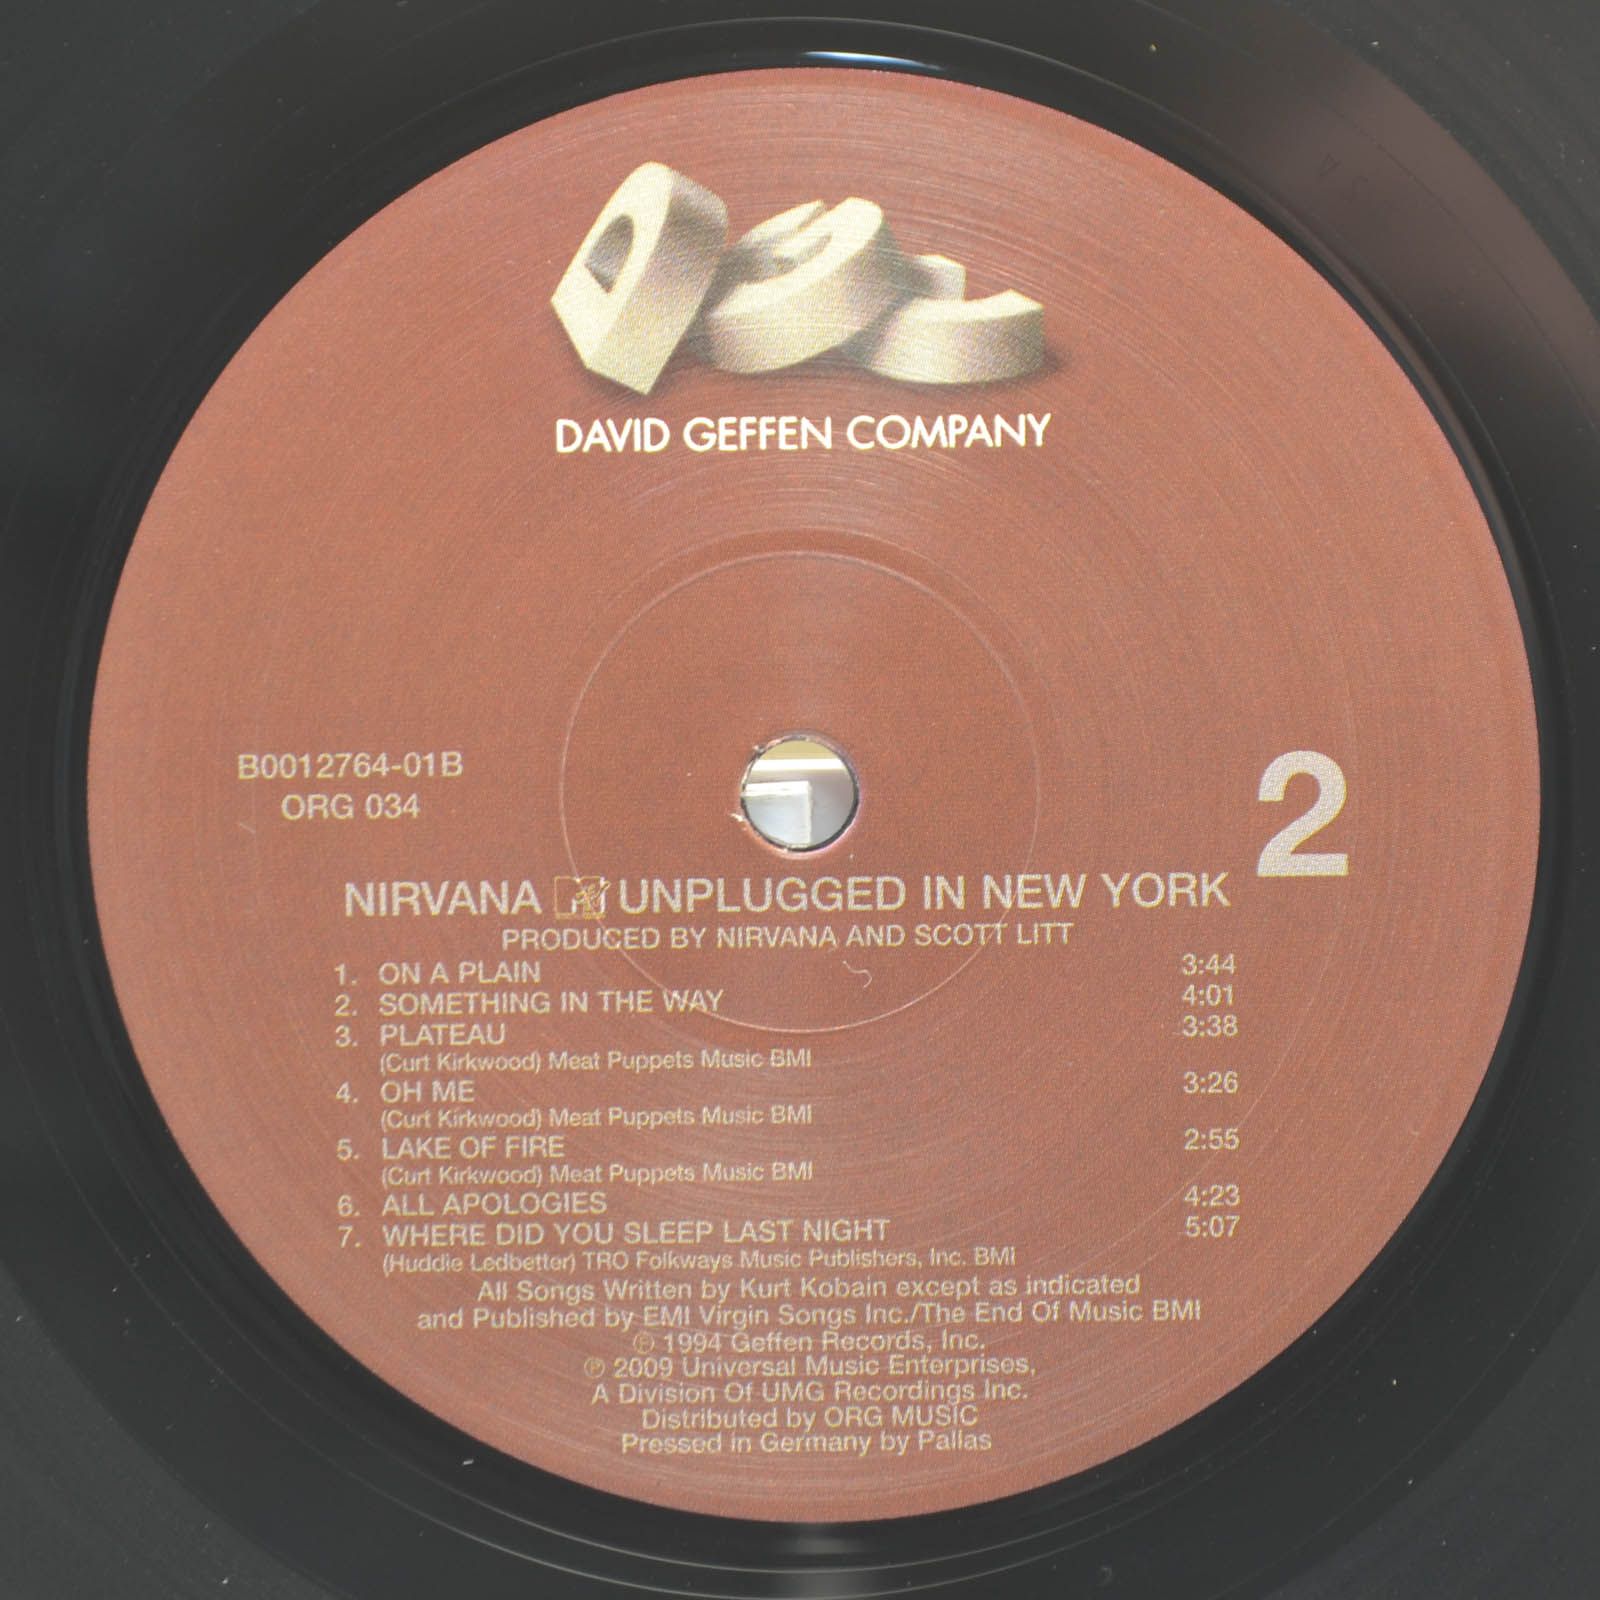 DGC
DAVID GEFFEN COMPANY
B0012764-01B
ORG 034
2
NIRVANA MTV UNPLUGGED IN NEW YORK
PRODUCED BY NIRVANA AND SCOTT LITT
1. ON A PLAIN 3:44
2. SOMETHING IN THE WAY 4:01
3. PLATEAU 3:38
(Curt Kirkwood) Meat Puppets Music BMI
4. OH ME 3:26
(Curt Kirkwood) Meat Puppets Music BMI
5. LAKE OF FIRE 2:55
(Curt Kirkwood) Meat Puppets Music BMI
6. ALL APOLOGIES 4:23
7. WHERE DID YOU SLEEP LAST NIGHT 5:07
(Huddie Ledbetter) TRO Folkways Music Publishers, Inc. BMI
All Songs Written by Kurt Kobain except as indicated
and Published by EMI Virgin Songs Inc./The End Of Music BMI
℗ 1994 Geffen Records, Inc.
℗ 2009 Universal Music Enterprises,
A Division Of UMG Recordings Inc.
Distributed by ORG MUSIC
Pressed in Germany by Pallas